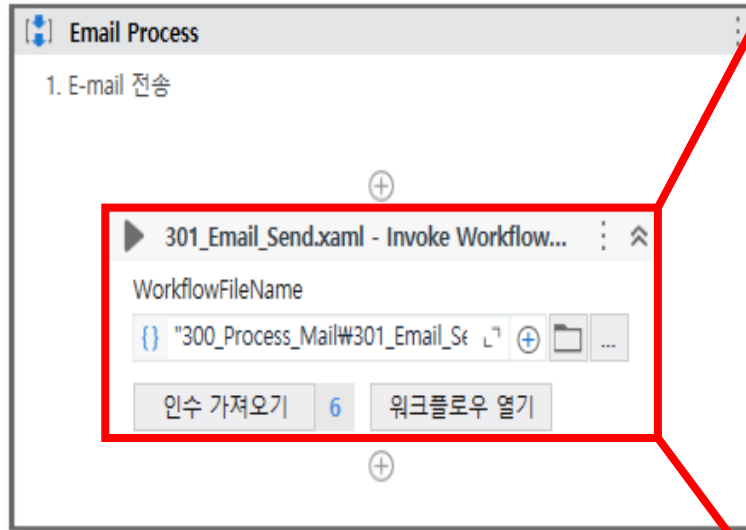 Email Process
1. E-mail 전송
301_Email_Send.xaml - Invoke Workflow...
WorkflowFileName
{} "300_Process_Mail₩301_Email_Se ...
인수 가져오기 6 워크플로우 열기